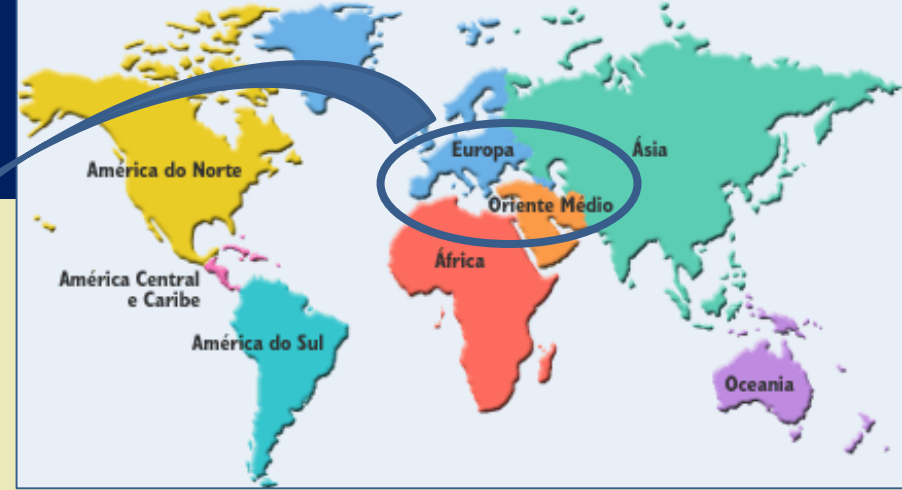 Europa
Ásia
América do Norte
Oriente Médio
África
América Central
e Caribe
América do Sul
Oceania